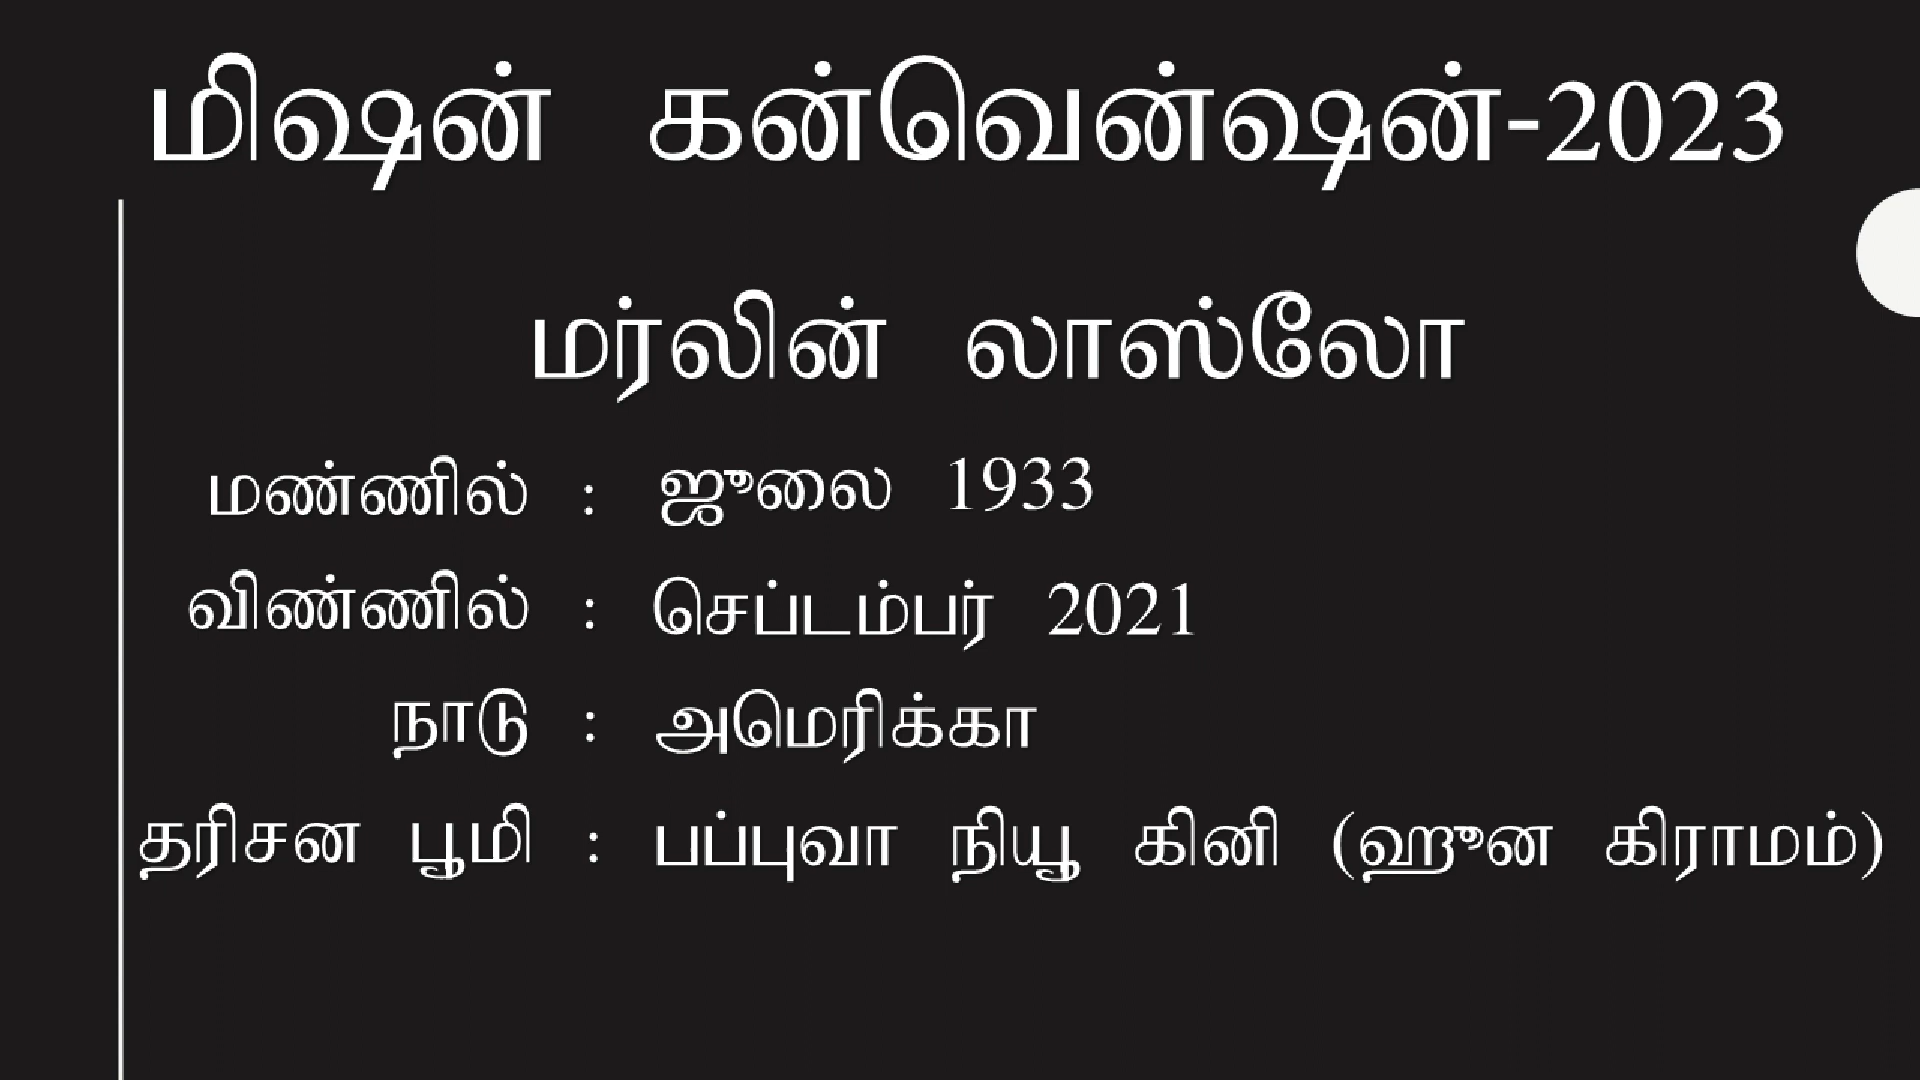 மிஷன் கன்வென்ஷன்-2023
மர்லின் லாஸ்லோ
மண்ணில் : ஜுலை 1933
விண்ணில் : செப்டம்பர் 2021
நாடு : அமெரிக்கா
தரிசன பூமி : பப்புவா நியூ கினி (ஹுன கிராமம்)